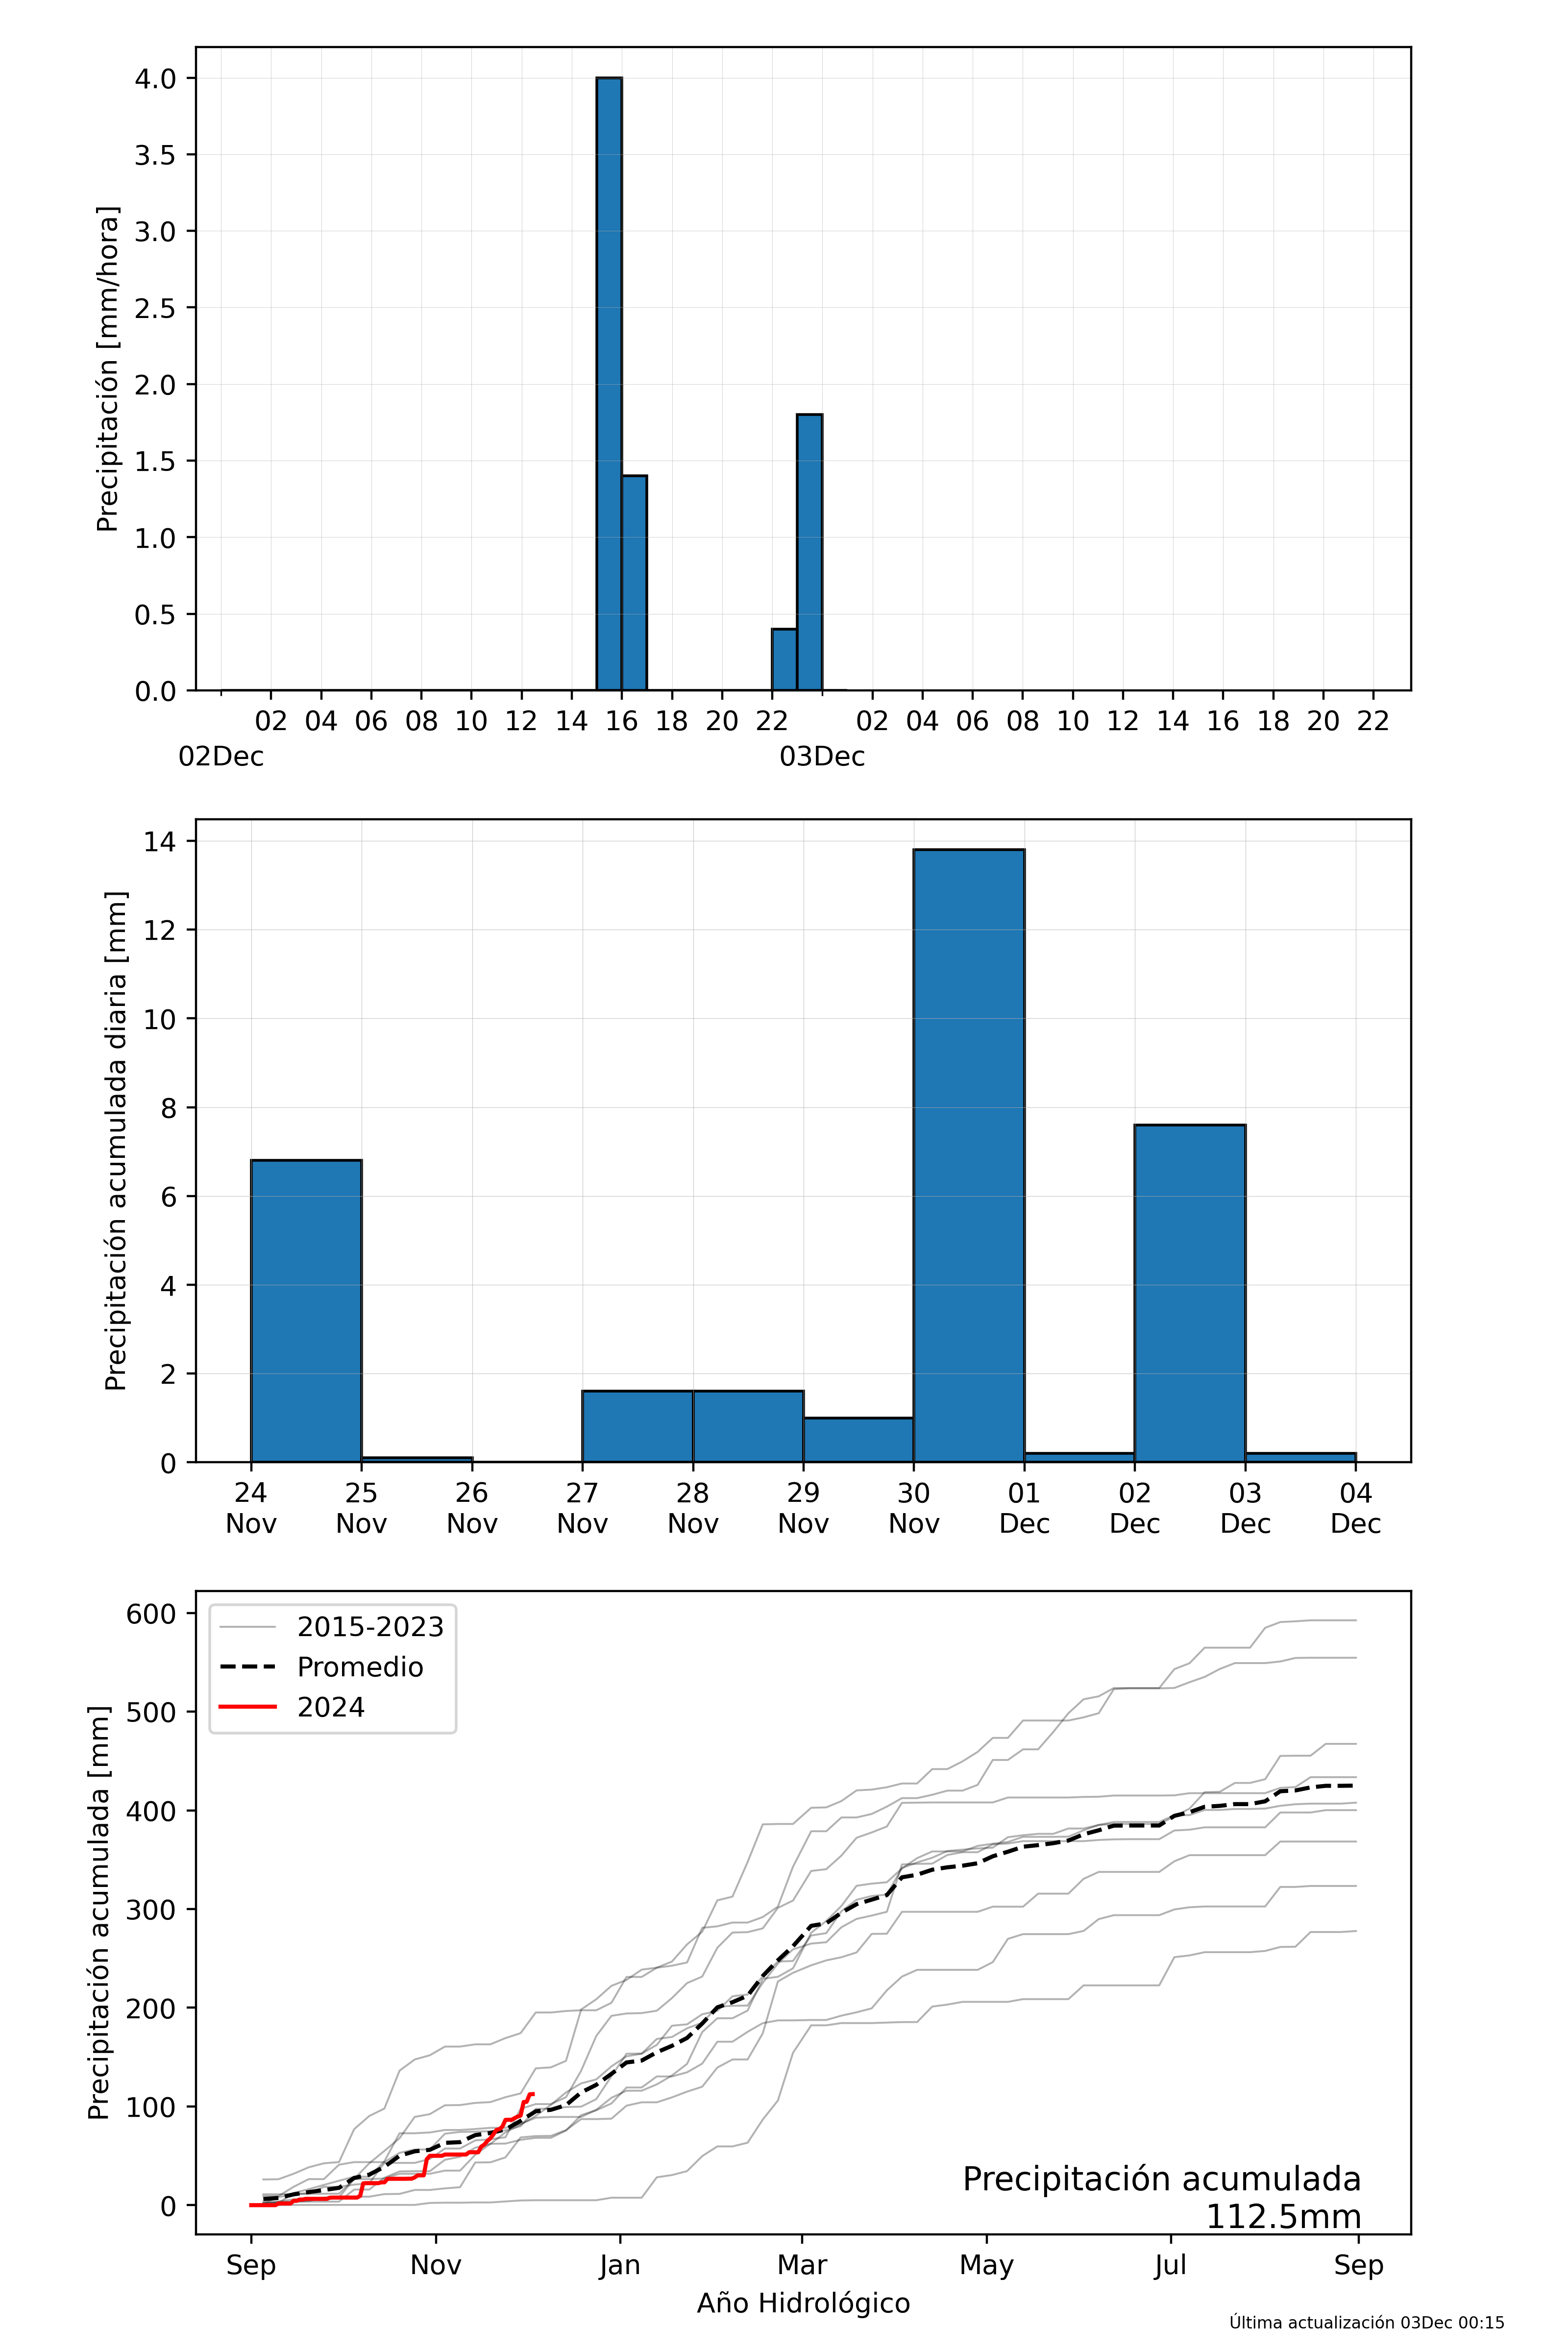 4.0
3.5
3.0
2.5
2.0
1.5
1.0
0.5
0.0
Precipitación [mm/hora]
02 04 06 08 10 12 14 16 18 20 22 02 04 06 08 10 12 14 16 18 20 22
02Dec 03Dec
14
12
10
8
6
4
2
0
Precipitación acumulada diaria [mm]
24 25 26 27 28 29 30 01 02 03 04
Nov Nov Nov Nov Nov Nov Nov Dec Dec Dec Dec
600
500
400
300
200
100
0
Precipitación acumulada [mm]
2015-2023
Promedio
2024
Precipitación acumulada
112.5mm
Sep Nov Jan Mar May Jul Sep
Año Hidrológico
Última actualización 03Dec 00:15